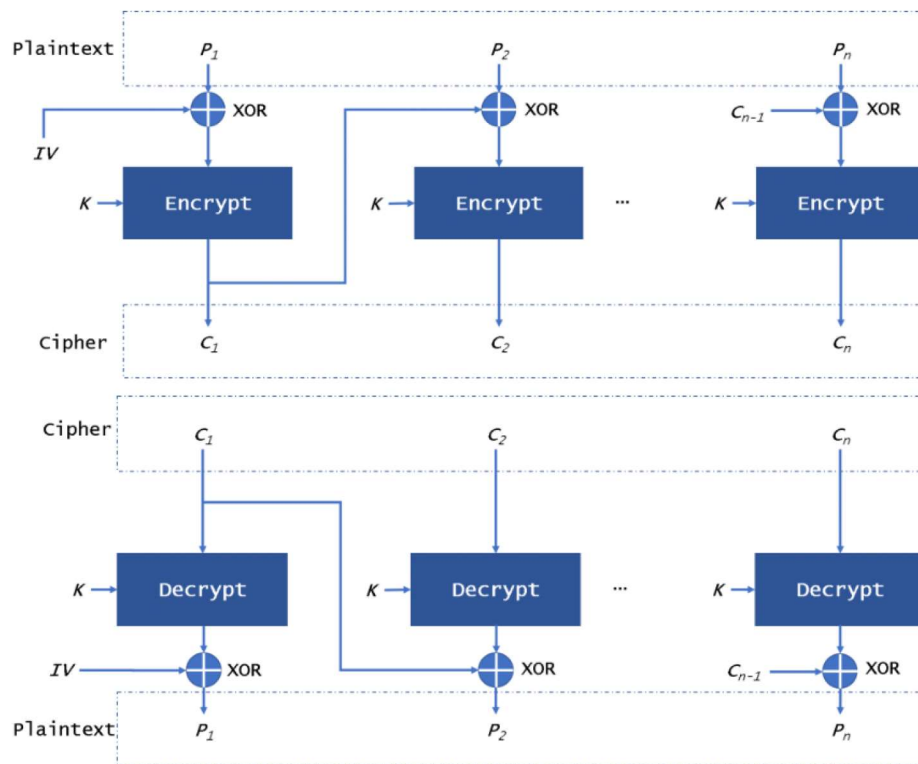 Plaintext P1 P2 Pn
XOR XOR Cn-1 XOR
IV
K Encrypt K Encrypt ... K Encrypt
Cipher C1 C2 Cn
Cipher C1 C2 Cn
K Decrypt K Decrypt ... K Decrypt
IV XOR XOR Cn-1 XOR
Plaintext P1 P2 Pn